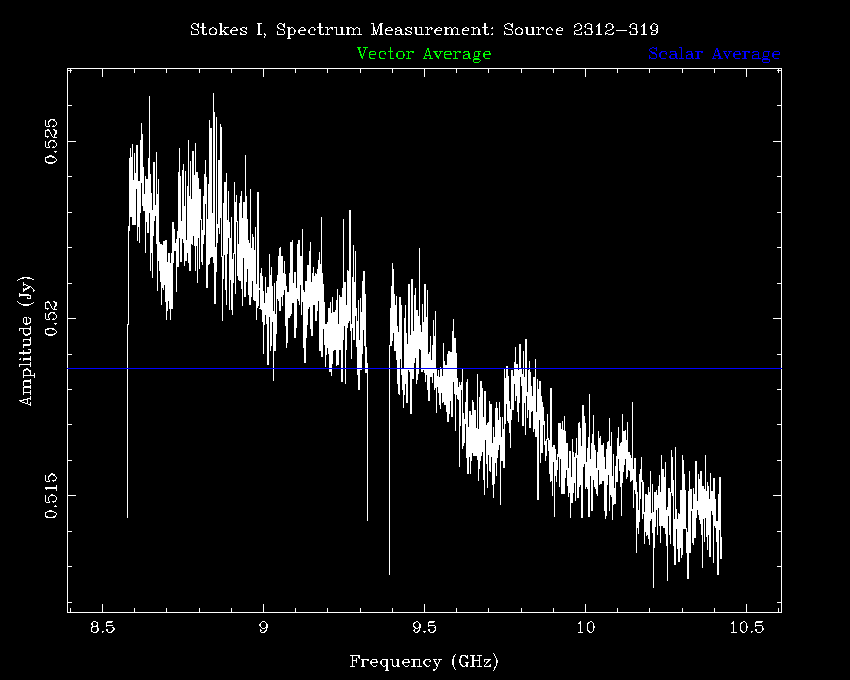 Stokes I, Spectrum Measurement: Source 2312−319
Vector Average Scalar Average
0.525
0.52
0.515
Amplitude (Jy)
8.5 9 9.5 10 10.5
Frequency (GHz)